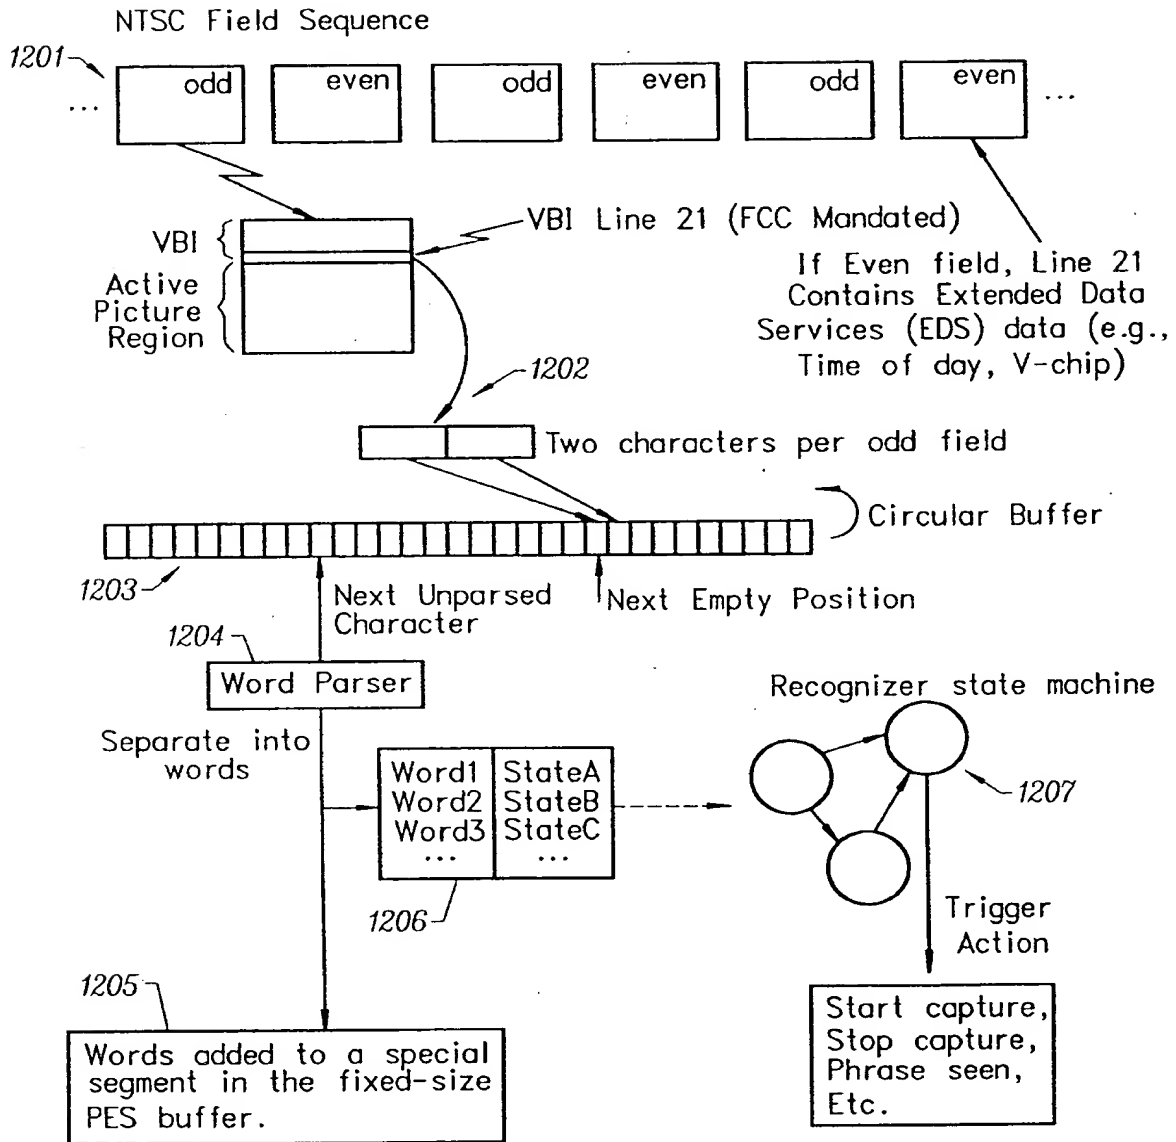 NTSC Field Sequence
1201
... odd even odd even odd even ...
VBI
VBI Line 21 (FCC Mandated)
Active
Picture
Region
If Even field, Line 21
Contains Extended Data
Services (EDS) data (e.g.,
Time of day, V-chip)
1202
Two characters per odd field
Circular Buffer
1203
Next Unparsed
Character
Next Empty Position
1204
Word Parser
Separate into
words
Word1 StateA
Word2 StateB
Word3 StateC
... ...
1206
Recognizer state machine
1207
Trigger
Action
1205
Words added to a special
segment in the fixed-size
PES buffer.
Start capture,
Stop capture,
Phrase seen,
Etc.